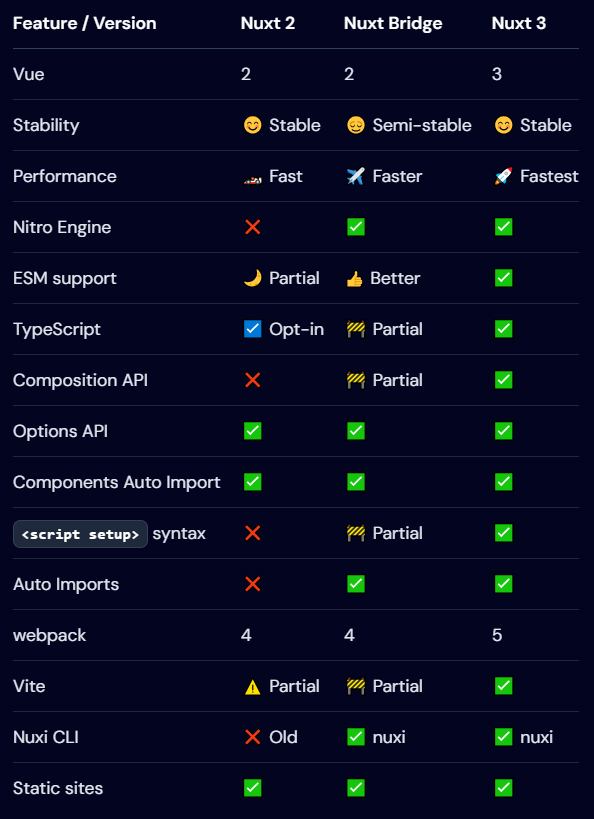 Feature / Version Nuxt 2 Nuxt Bridge Nuxt 3
Vue 2 2 3
Stability 😊 Stable 😌 Semi-stable 😊 Stable
Performance 🏎 Fast ✈️ Faster 🚀 Fastest
Nitro Engine ❌ ✅ ✅
ESM support 🌙 Partial 👍 Better ✅
TypeScript ☑️ Opt-in 🚧 Partial ✅
Composition API ❌ 🚧 Partial ✅
Options API ✅ ✅ ✅
Components Auto Import ✅ ✅ ✅
<script setup> syntax ❌ 🚧 Partial ✅
Auto Imports ❌ ✅ ✅
webpack 4 4 5
Vite ⚠️ Partial 🚧 Partial ✅
Nuxi CLI ❌ Old ✅ nuxi ✅ nuxi
Static sites ✅ ✅ ✅